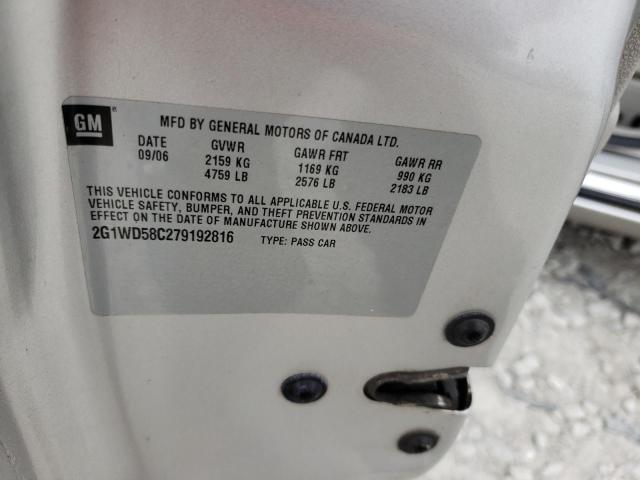 GM
MFD BY GENERAL MOTORS OF CANADA LTD.
DATE GVWR GAWR FRT GAWR RR
09/06 2159 KG 1169 KG 990 KG
4759 LB 2576 LB 2183 LB
THIS VEHICLE CONFORMS TO ALL APPLICABLE U.S. FEDERAL MOTOR
VEHICLE SAFETY, BUMPER, AND THEFT PREVENTION STANDARDS IN
EFFECT ON THE DATE OF MANUFACTURE SHOWN ABOVE.
2G1WD58C279192816 TYPE: PASS CAR